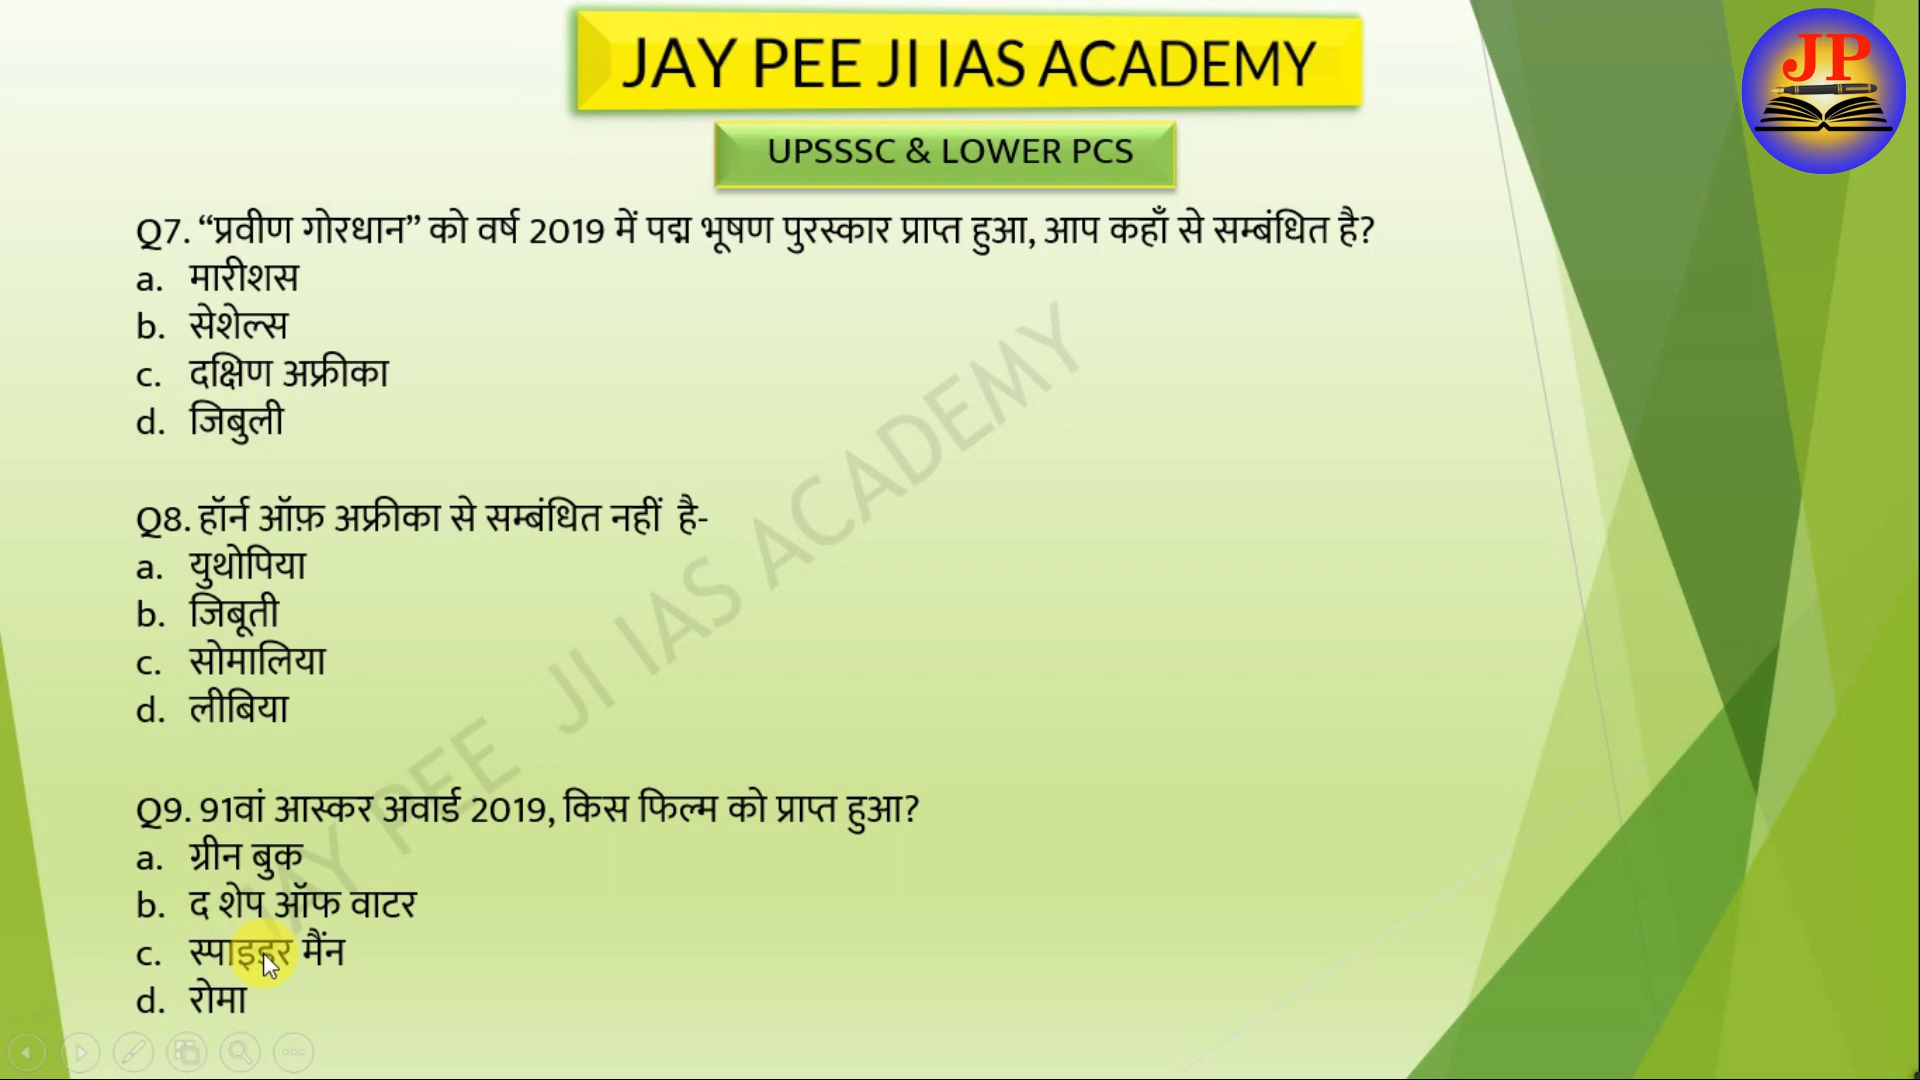 JAY PEE JI IAS ACADEMY
JP
UPSSSC & LOWER PCS
Q7. “प्रवीण गोरधान” को वर्ष 2019 में पद्म भूषण पुरस्कार प्राप्त हुआ, आप कहाँ से सम्बंधित है?
a. मारीशस
b. सेशेल्स
c. दक्षिण अफ्रीका
d. जिबुली
Q8. हॉर्न ऑफ़ अफ्रीका से सम्बंधित नहीं है-
a. युथोपिया
b. जिबूती
c. सोमालिया
d. लीबिया
Q9. 91वां आस्कर अवार्ड 2019, किस फिल्म को प्राप्त हुआ?
a. ग्रीन बुक
b. द शेप ऑफ वाटर
c. स्पाइडर मैंन
d. रोमा
JAY PEE JI IAS ACADEMY